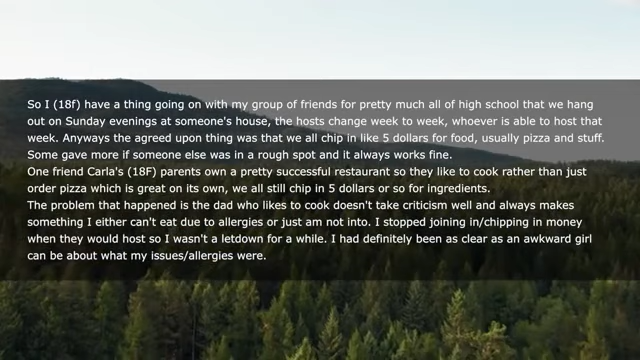 So I (18f) have a thing going on with my group of friends for pretty much all of high school that we hang
out on Sunday evenings at someone's house, the hosts change week to week, whoever is able to host that
week. Anyways the agreed upon thing was that we all chip in like 5 dollars for food, usually pizza and stuff.
Some gave more if someone else was in a rough spot and it always works fine.
One friend Carla's (18F) parents own a pretty successful restaurant so they like to cook rather than just
order pizza which is great on its own, we all still chip in 5 dollars or so for ingredients.
The problem that happened is the dad who likes to cook doesn't take criticism well and always makes
something I either can't eat due to allergies or just am not into. I stopped joining in/chipping in money
when they would host so I wasn't a letdown for a while. I had definitely been as clear as an awkward girl
can be about what my issues/allergies were.